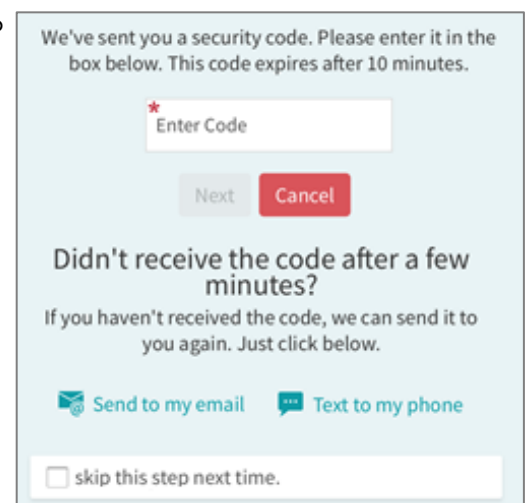 We've sent you a security code. Please enter it in the
box below. This code expires after 10 minutes.
*
Enter Code
Next Cancel
Didn't receive the code after a few
minutes?
If you haven't received the code, we can send it to
you again. Just click below.
Send to my email Text to my phone
skip this step next time.